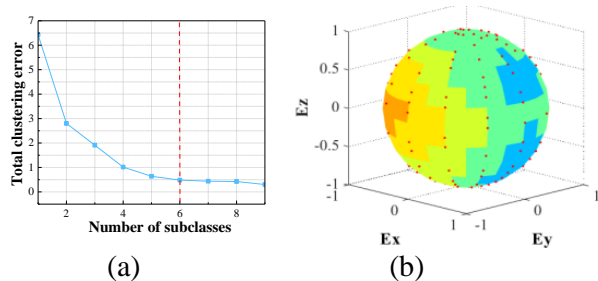 7
6
5
4
3
2
1
0
2 4 6 8
Total clustering error
Number of subclasses
(a)
1
0.5
0
-0.5
-1
Ez
-1 0 1
Ex
-1 0 1
Ey
(b)